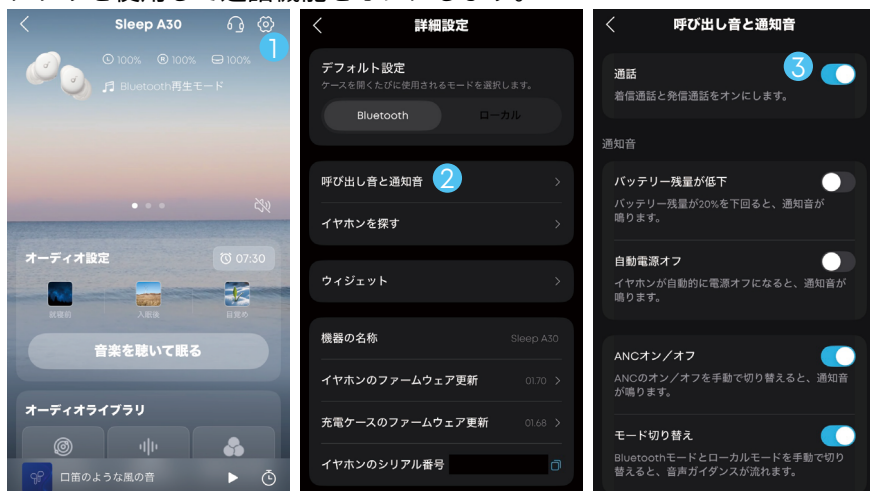 Sleep A30
1
100%
100%
100%
Bluetooth再生モード
オーディオ設定
07:30
就寝前
入眠後
目覚め
音楽を聴いて眠る
オーディオライブラリ
口笛のような風の音
詳細設定
デフォルト設定
ケースを開くたびに使用されるモードを選択します。
Bluetooth
ローカル
呼び出し音と通知音
2
イヤホンを探す
ウィジェット
機器の名称
Sleep A30
イヤホンのファームウェア更新
01.70
充電ケースのファームウェア更新
01.68
イヤホンのシリアル番号
呼び出し音と通知音
通話
3
着信通話と発信通話をオンにします。
通知音
バッテリー残量が低下
バッテリー残量が20%を下回ると、通知音が
鳴ります。
自動電源オフ
イヤホンが自動的に電源オフになると、通知音が
鳴ります。
ANCオン／オフ
ANCのオン／オフを手動で切り替えると、通知音
が鳴ります。
モード切り替え
Bluetoothモードとローカルモードを手動で切り
替えると、音声ガイダンスが流れます。